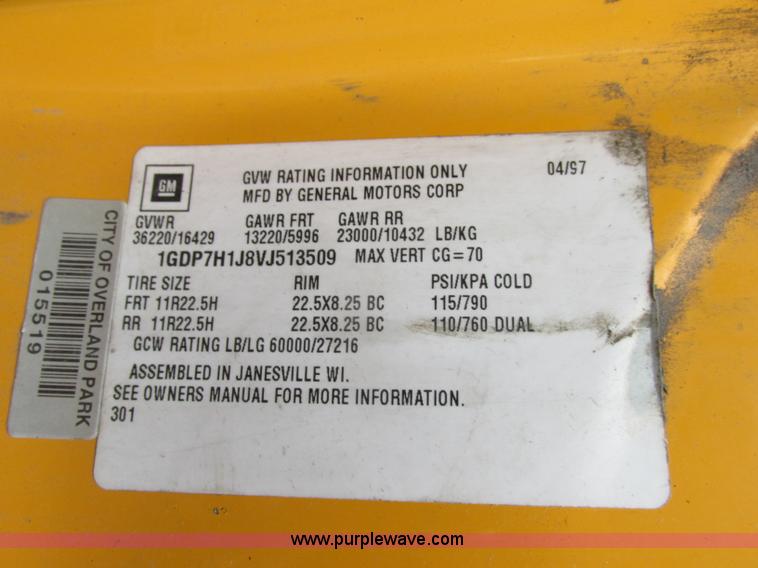 GM
GVW RATING INFORMATION ONLY 04/97
MFD BY GENERAL MOTORS CORP
GVWR GAWR FRT GAWR RR
36220/16429 13220/5996 23000/10432 LB/KG
1GDP7H1J8VJ513509 MAX VERT CG=70
TIRE SIZE RIM PSI/KPA COLD
FRT 11R22.5H 22.5X8.25 BC 115/790
RR 11R22.5H 22.5X8.25 BC 110/760 DUAL
GCW RATING LB/LG 60000/27216
ASSEMBLED IN JANESVILLE WI.
SEE OWNERS MANUAL FOR MORE INFORMATION.
301
CITY OF OVERLAND PARK
015519
www.purplewave.com